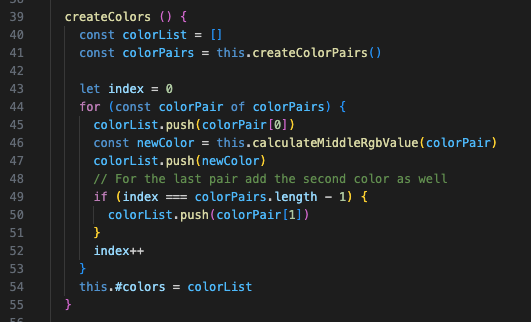 39 createColors () {
40 const colorList = []
41 const colorPairs = this.createColorPairs()
42
43 let index = 0
44 for (const colorPair of colorPairs) {
45 colorList.push(colorPair[0])
46 const newColor = this.calculateMiddleRgbValue(colorPair)
47 colorList.push(newColor)
48 // For the last pair add the second color as well
49 if (index === colorPairs.length - 1) {
50 colorList.push(colorPair[1])
51 }
52 index++
53 }
54 this.#colors = colorList
55 }